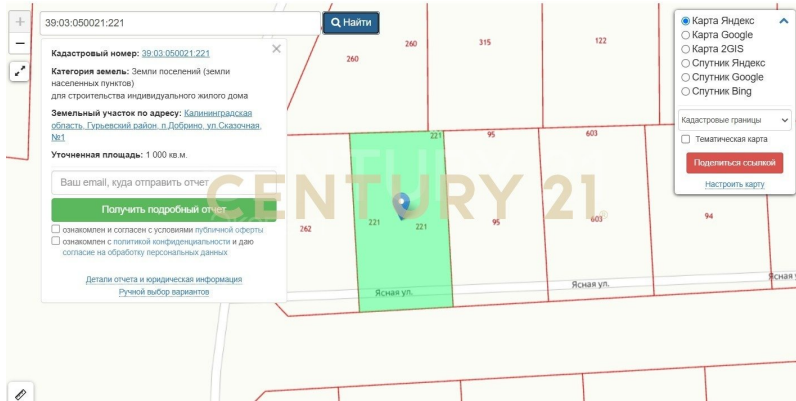 +
39:03:050021:221
Найти
−
Кадастровый номер: 39:03:050021:221
Категория земель: Земли поселений (земли
населенных пунктов)
для строительства индивидуального жилого дома
Земельный участок по адресу: Калининградская
область, Гурьевский район, п.Добрино, ул.Сказочная,
№1
Уточненная площадь: 1 000 кв.м.
Ваш email, куда отправить отчет
Получить подробный отчет
ознакомлен и согласен с условиями публичной оферты
ознакомлен с политикой конфиденциальности и даю
согласие на обработку персональных данных
Детали отчета и юридическая информация
Ручной выбор вариантов
Карта Яндекс
Карта Google
Карта 2GIS
Спутник Яндекс
Спутник Google
Спутник Bing
Кадастровые границы
Тематическая карта
Поделиться ссылкой
Настроить карту
260
260
315
122
221
95
603
CENTURY 21
CENTURY 21.
262
221
221
95
603
94
Ясная ул.
Ясная ул.
Ясная у